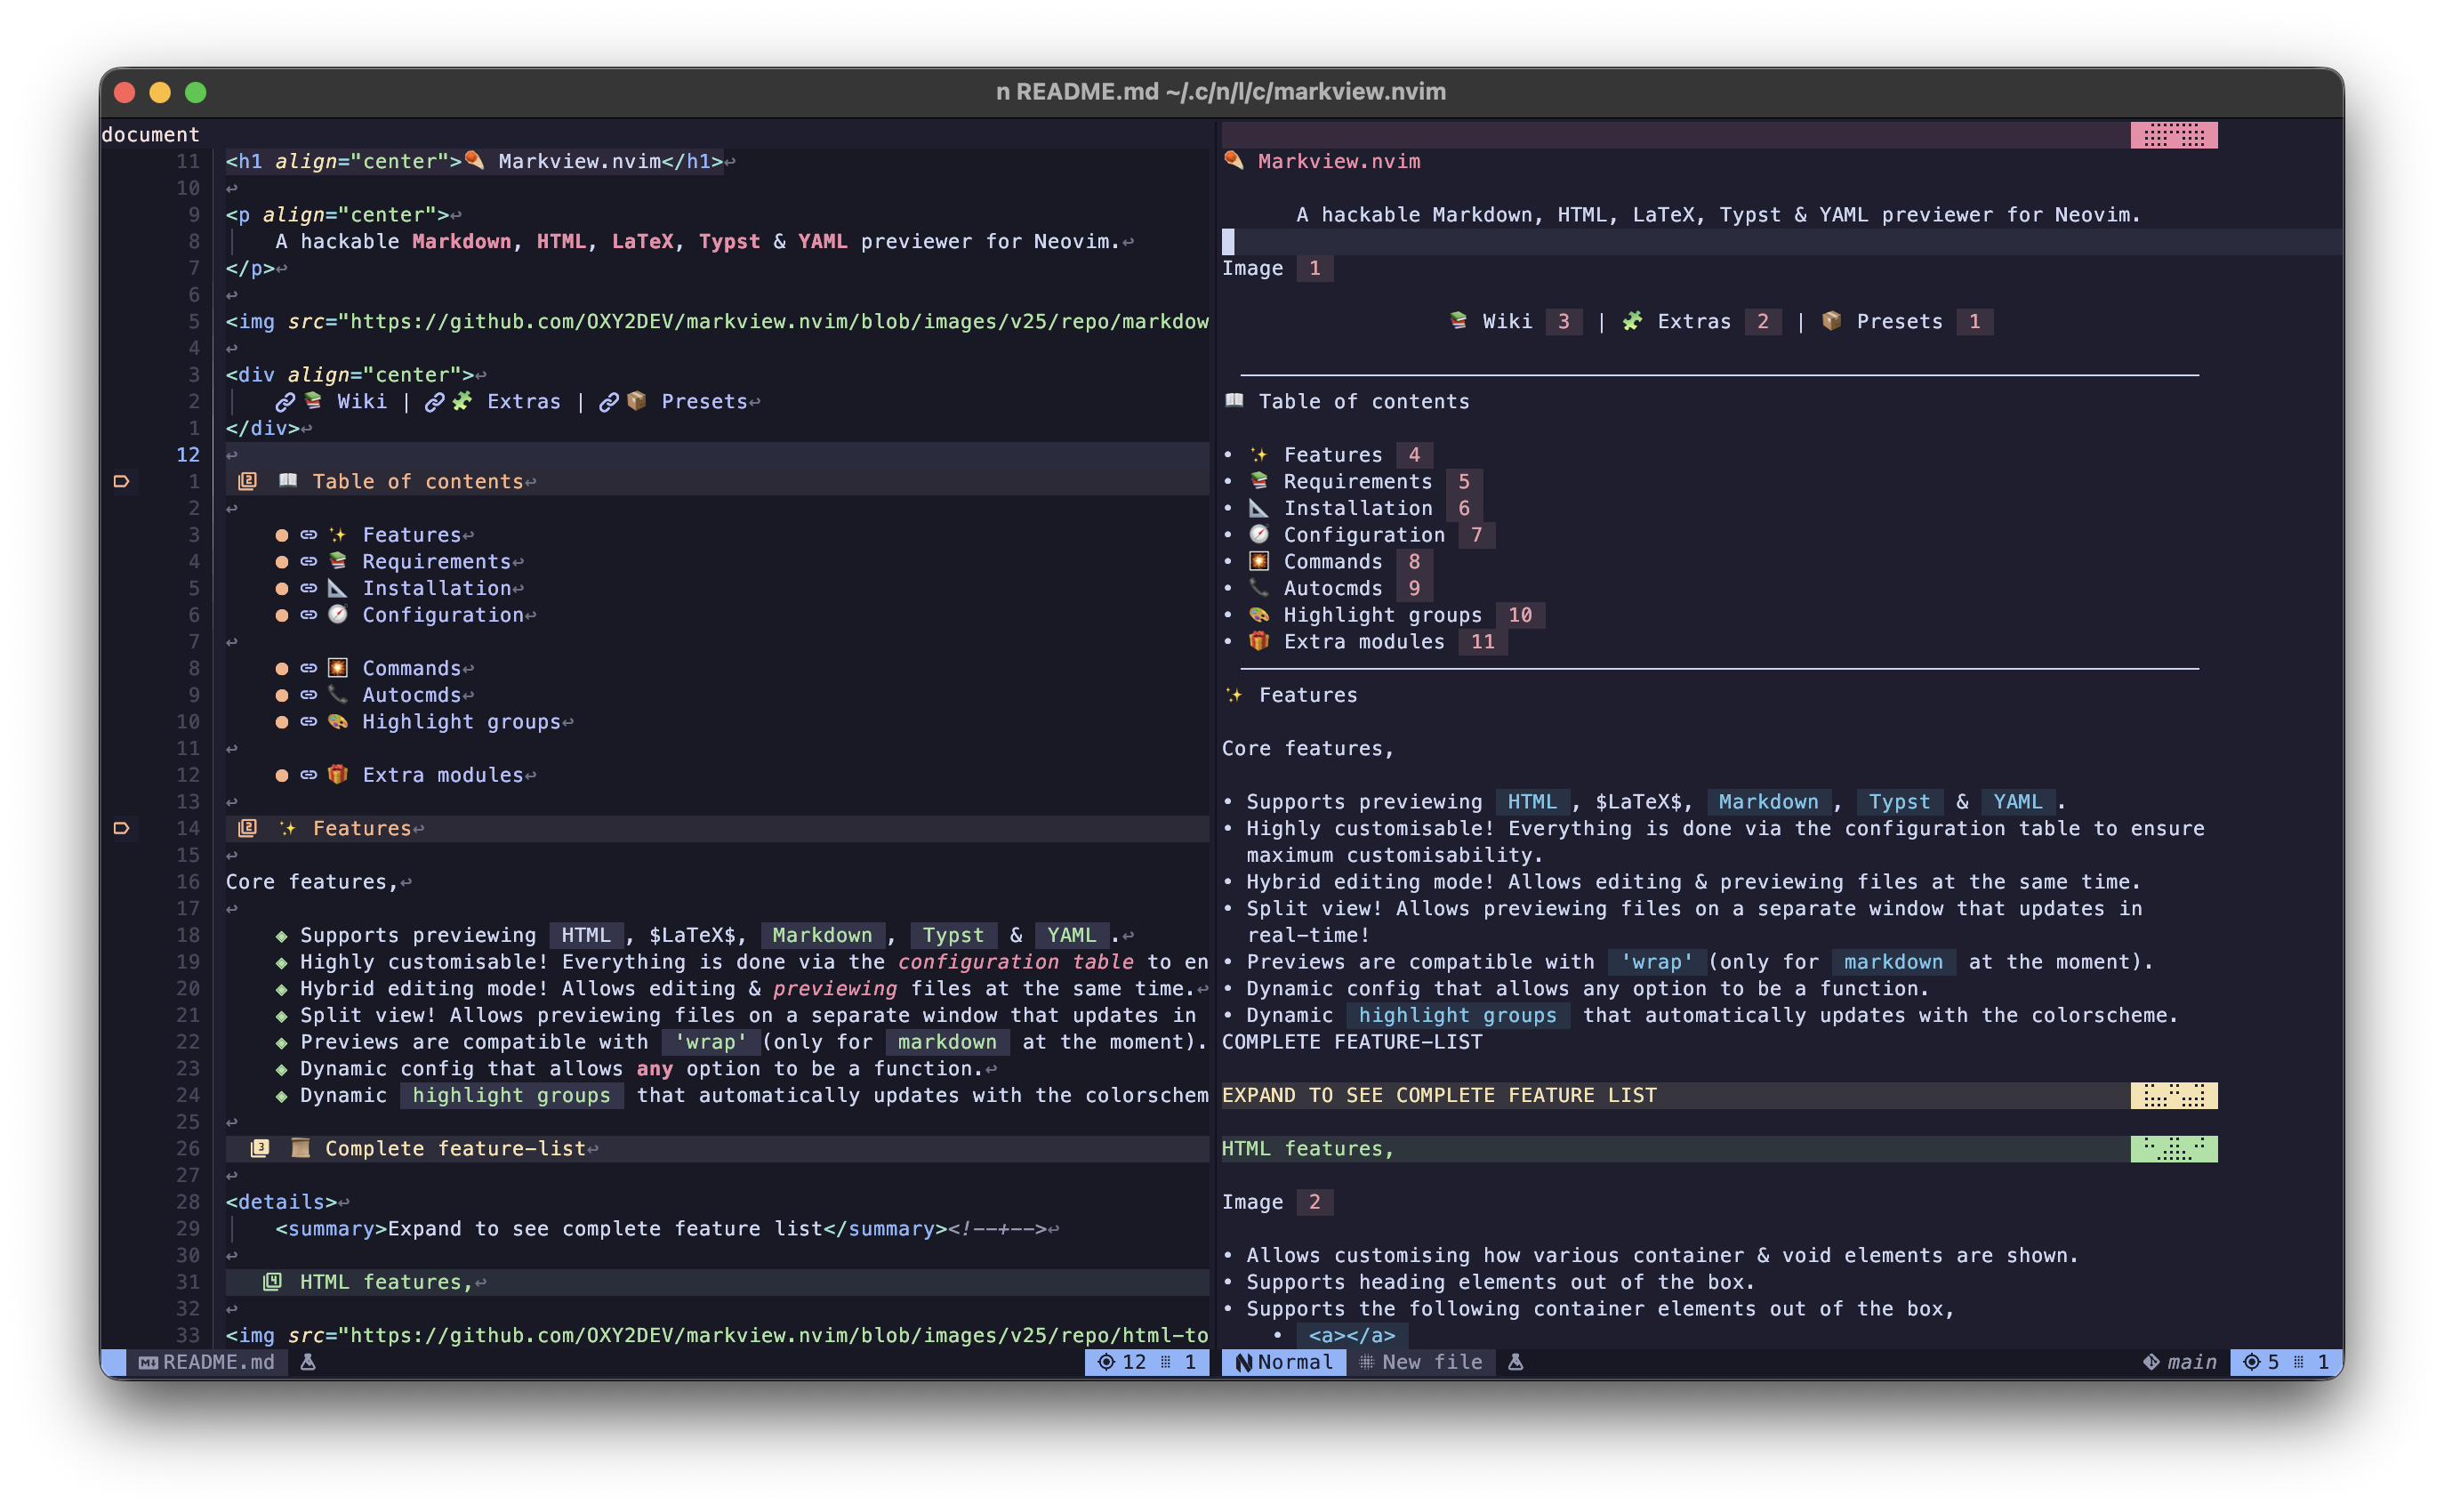 n README.md ~/.c/n/l/c/markview.nvim
document
11 <h1 align="center"> Markview.nvim</h1>↩
10 ↩
9 <p align="center">↩
8 A hackable Markdown, HTML, LaTeX, Typst & YAML previewer for Neovim.↩
7 </p>↩
6 ↩
5 <img src="https://github.com/OXY2DEV/markview.nvim/blob/images/v25/repo/markdow
4 ↩
3 <div align="center">↩
2 Wiki | Extras | Presets↩
1 </div>↩
12 ↩
1 2 Table of contents↩
2 ↩
3 Features↩
4 Requirements↩
5 Installation↩
6 Configuration↩
7 ↩
8 Commands↩
9 Autocmds↩
10 Highlight groups↩
11 ↩
12 Extra modules↩
13 ↩
14 2 Features↩
15 ↩
16 Core features,↩
17 ↩
18 ◈ Supports previewing HTML , $LaTeX$, Markdown , Typst & YAML .↩
19 ◈ Highly customisable! Everything is done via the configuration table to en
20 ◈ Hybrid editing mode! Allows editing & previewing files at the same time.↩
21 ◈ Split view! Allows previewing files on a separate window that updates in
22 ◈ Previews are compatible with 'wrap' (only for markdown at the moment).
23 ◈ Dynamic config that allows any option to be a function.↩
24 ◈ Dynamic highlight groups that automatically updates with the colorschem
25 ↩
26 3 Complete feature-list↩
27 ↩
28 <details>↩
29 <summary>Expand to see complete feature list</summary><!--+-->↩
30 ↩
31 4 HTML features,↩
32 ↩
33 <img src="https://github.com/OXY2DEV/markview.nvim/blob/images/v25/repo/html-to
README.md
12 1
Markview.nvim
A hackable Markdown, HTML, LaTeX, Typst & YAML previewer for Neovim.
Image 1
Wiki 3 | Extras 2 | Presets 1
Table of contents
• Features 4
• Requirements 5
• Installation 6
• Configuration 7
• Commands 8
• Autocmds 9
• Highlight groups 10
• Extra modules 11
Features
Core features,
• Supports previewing HTML , $LaTeX$, Markdown , Typst & YAML .
• Highly customisable! Everything is done via the configuration table to ensure
maximum customisability.
• Hybrid editing mode! Allows editing & previewing files at the same time.
• Split view! Allows previewing files on a separate window that updates in
real-time!
• Previews are compatible with 'wrap' (only for markdown at the moment).
• Dynamic config that allows any option to be a function.
• Dynamic highlight groups that automatically updates with the colorscheme.
COMPLETE FEATURE-LIST
EXPAND TO SEE COMPLETE FEATURE LIST
HTML features,
Image 2
• Allows customising how various container & void elements are shown.
• Supports heading elements out of the box.
• Supports the following container elements out of the box,
• <a></a>
Normal New file
main 5 1